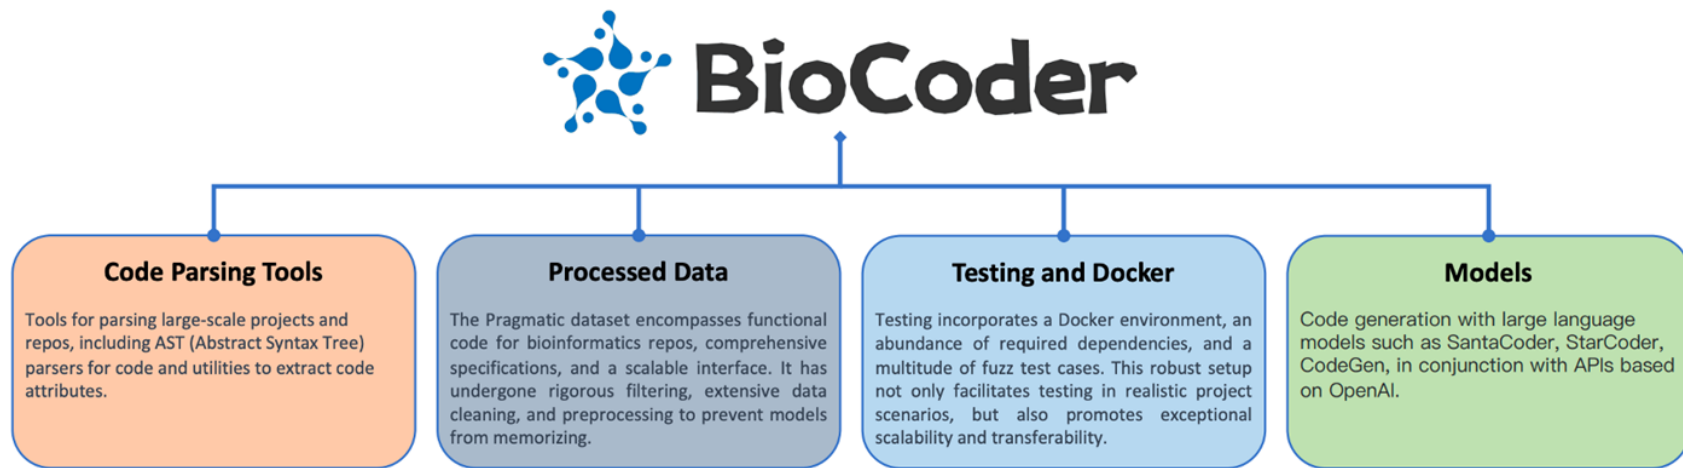 BioCoder
Code Parsing Tools
Tools for parsing large-scale projects and
repos, including AST (Abstract Syntax Tree)
parsers for code and utilities to extract code
attributes.
Processed Data
The Pragmatic dataset encompasses functional
code for bioinformatics repos, comprehensive
specifications, and a scalable interface. It has
undergone rigorous filtering, extensive data
cleaning, and preprocessing to prevent models
from memorizing.
Testing and Docker
Testing incorporates a Docker environment, an
abundance of required dependencies, and a
multitude of fuzz test cases. This robust setup
not only facilitates testing in realistic project
scenarios, but also promotes exceptional
scalability and transferability.
Models
Code generation with large language
models such as SantaCoder, StarCoder,
CodeGen, in conjunction with APIs based
on OpenAI.